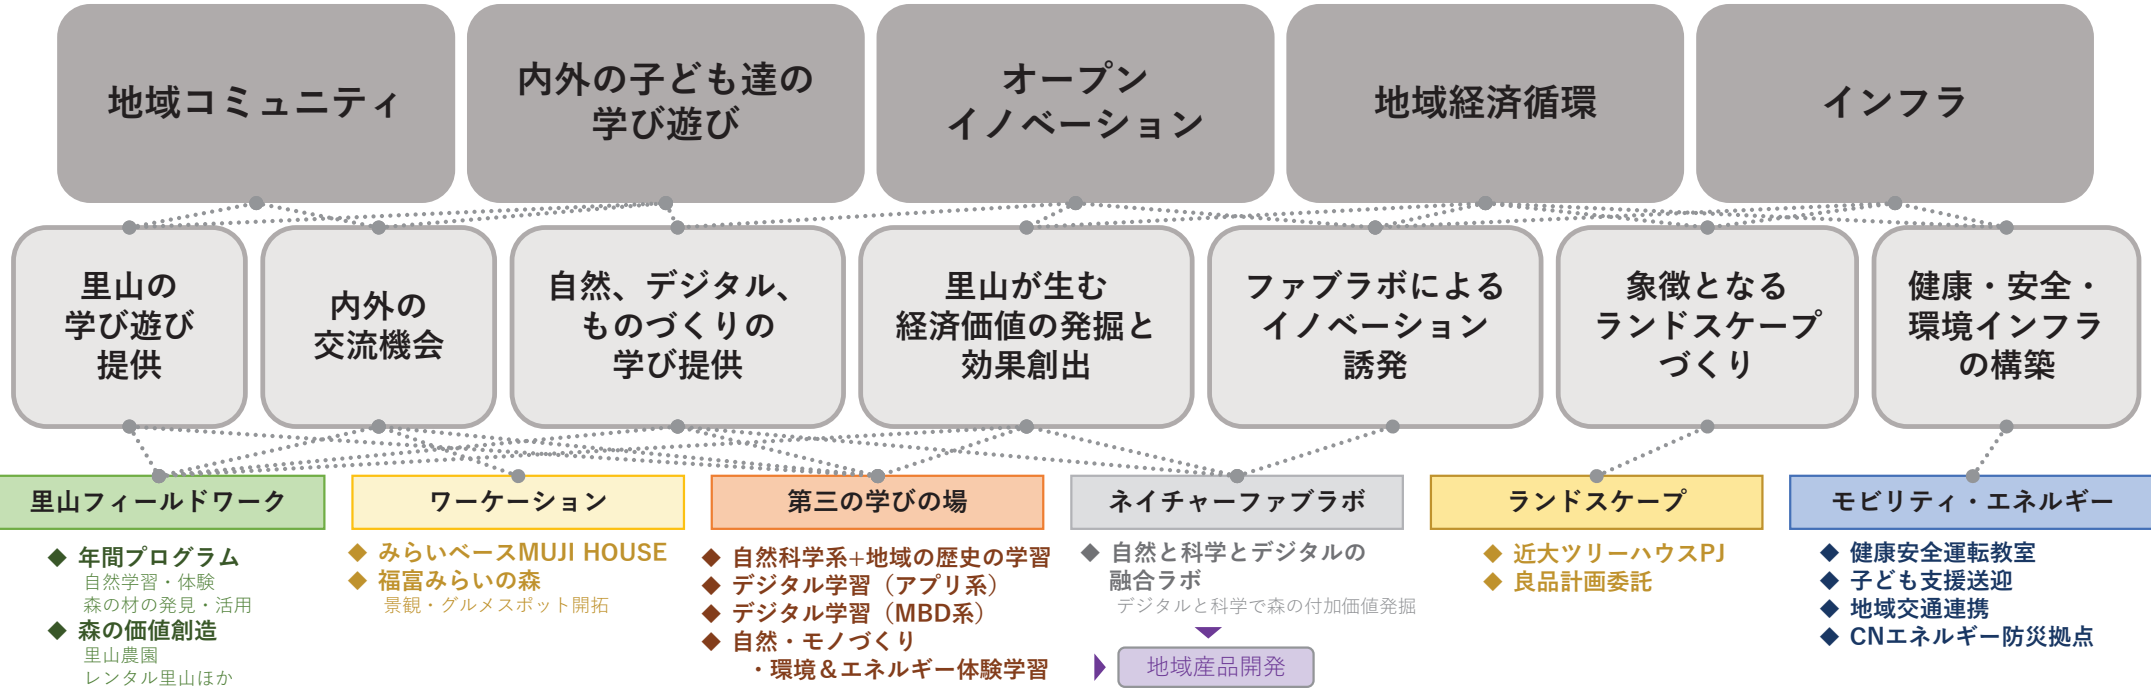 地域コミュニティ
内外の子ども達の
学び遊び
オープン
イノベーション
地域経済循環
インフラ
里山の
学び遊び
提供
内外の
交流機会
自然、デジタル、
ものづくりの
学び提供
里山が生む
経済価値の発掘と
効果創出
ファブラボによる
イノベーション
誘発
象徴となる
ランドスケープ
づくり
健康・安全・
環境インフラ
の構築
里山フィールドワーク
◆ 年間プログラム
自然学習・体験
森の材の発見・活用
◆ 森の価値創造
里山農園
レンタル里山ほか
ワーケーション
◆ みらいベースMUJI HOUSE
◆ 福富みらいの森
景観・グルメスポット開拓
第三の学びの場
◆ 自然科学系+地域の歴史の学習
◆ デジタル学習（アプリ系）
◆ デジタル学習（MBD系）
◆ 自然・モノづくり
・環境＆エネルギー体験学習
ネイチャーファブラボ
◆ 自然と科学とデジタルの
融合ラボ
デジタルと科学で森の付加価値発掘
地域産品開発
ランドスケープ
◆ 近大ツリーハウスPJ
◆ 良品計画委託
モビリティ・エネルギー
◆ 健康安全運転教室
◆ 子ども支援送迎
◆ 地域交通連携
◆ CNエネルギー防災拠点